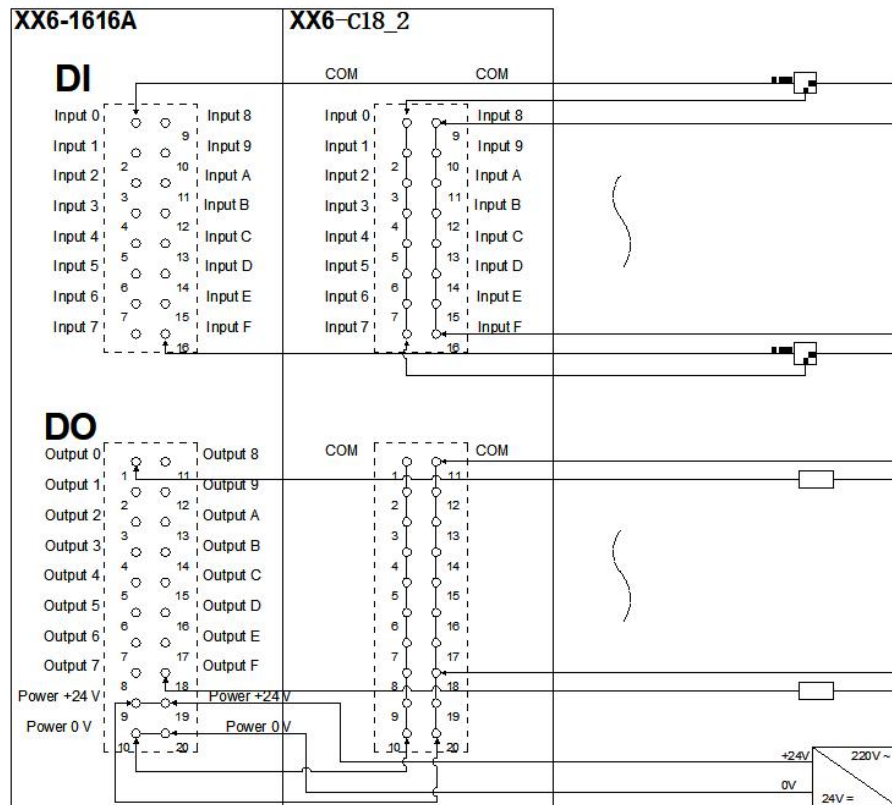 XX6-1616A XX6-C18_2
DI COM COM
Input 0 Input 8 Input 0 Input 8
9 9
Input 1 Input 9 Input 1 Input 9
2 10 2 10
Input 2 Input A Input 2 Input A
3 11 3 11
Input 3 Input B Input 3 Input B
4 12 4 12
Input 4 Input C Input 4 Input C
5 13 5 13
Input 5 Input D Input 5 Input D
6 14 6 14
Input 6 Input E Input 6 Input E
7 15 7 15
Input 7 Input F Input 7 Input F
16 16
DO
Output 0 Output 8 COM COM
1 11 1 11
Output 1 Output 9
2 12 2 12
Output 2 Output A
3 13 3 13
Output 3 Output B
4 14 4 14
Output 4 Output C
5 15 5 15
Output 5 Output D
6 16 6 16
Output 6 Output E
7 17 7 17
Output 7 Output F
8 18 8 18
Power +24 V Power +24 V
9 19 9 19
Power 0 V Power 0 V
10 20 10 20
+24V 220V ~
0V
24V =